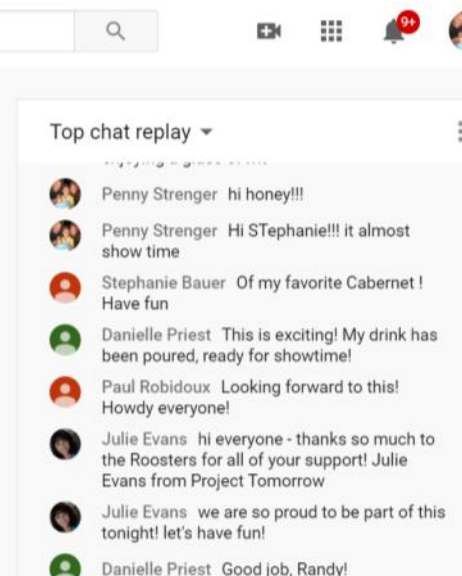 9+
Top chat replay
Penny Strenger hi honey!!!
Penny Strenger Hi STephanie!!! it almost
show time
Stephanie Bauer Of my favorite Cabernet !
Have fun
Danielle Priest This is exciting! My drink has
been poured, ready for showtime!
Paul Robidoux Looking forward to this!
Howdy everyone!
Julie Evans hi everyone - thanks so much to
the Roosters for all of your support! Julie
Evans from Project Tomorrow
Julie Evans we are so proud to be part of this
tonight! let's have fun!
Danielle Priest Good job, Randy!